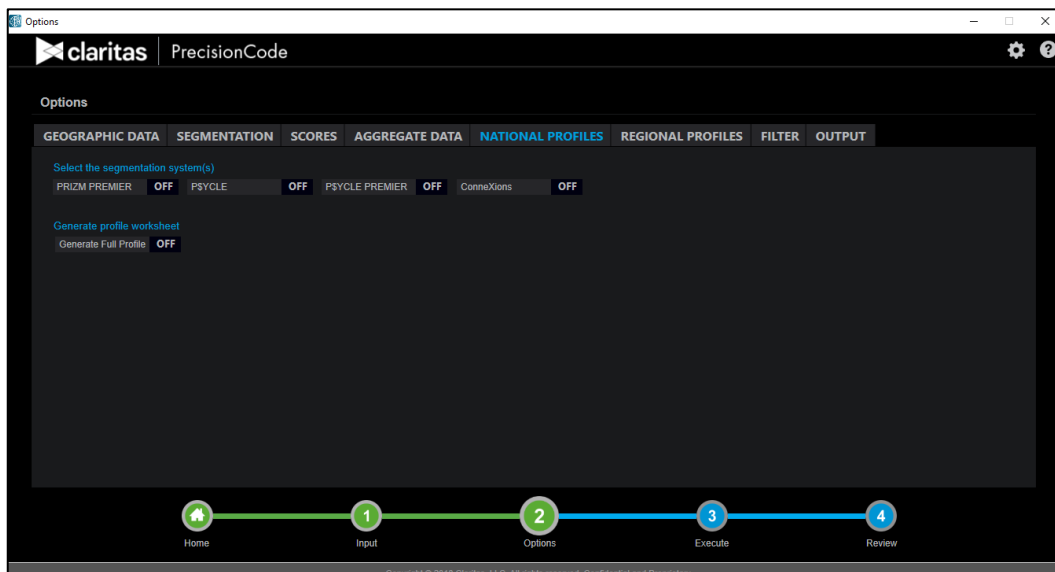 Options
claritas PrecisionCode
Options
GEOGRAPHIC DATA SEGMENTATION SCORES AGGREGATE DATA NATIONAL PROFILES REGIONAL PROFILES FILTER OUTPUT
Select the segmentation system(s)
PRIZM PREMIER OFF P$YCLE OFF P$YCLE PREMIER OFF ConneXions OFF
Generate profile worksheet
Generate Full Profile OFF
1 2 3 4
Home Input Options Execute Review